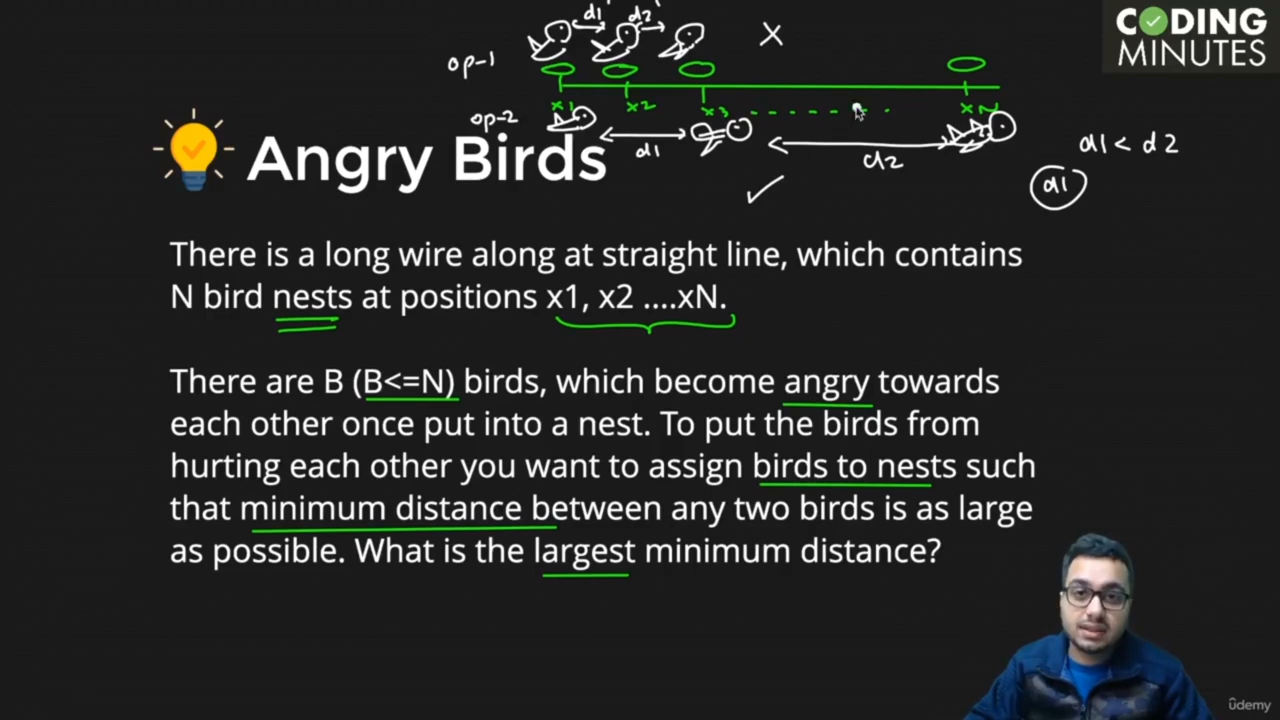 d1 d2
CODING
MINUTES
op-1
X
x1 x2 x3 xN
op-2
d1 d2
d1 < d2
d1
Angry Birds
There is a long wire along at straight line, which contains
N bird nests at positions x1, x2 ....xN.
There are B (B<=N) birds, which become angry towards
each other once put into a nest. To put the birds from
hurting each other you want to assign birds to nests such
that minimum distance between any two birds is as large
as possible. What is the largest minimum distance?
ûdemy